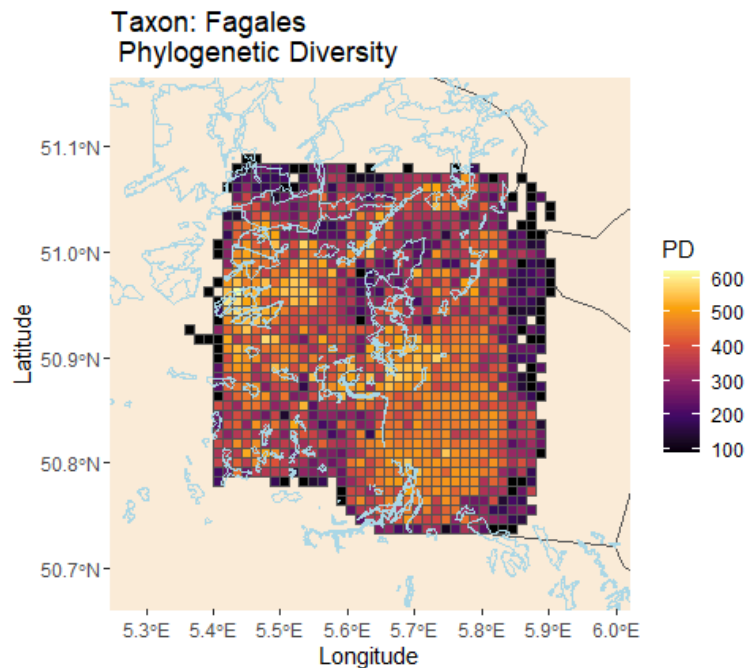 Taxon: Fagales
Phylogenetic Diversity
51.1°N
51.0°N
50.9°N
50.8°N
50.7°N
Latitude
5.3°E
5.4°E
5.5°E
5.6°E
5.7°E
5.8°E
5.9°E
6.0°E
Longitude
PD
600
500
400
300
200
100